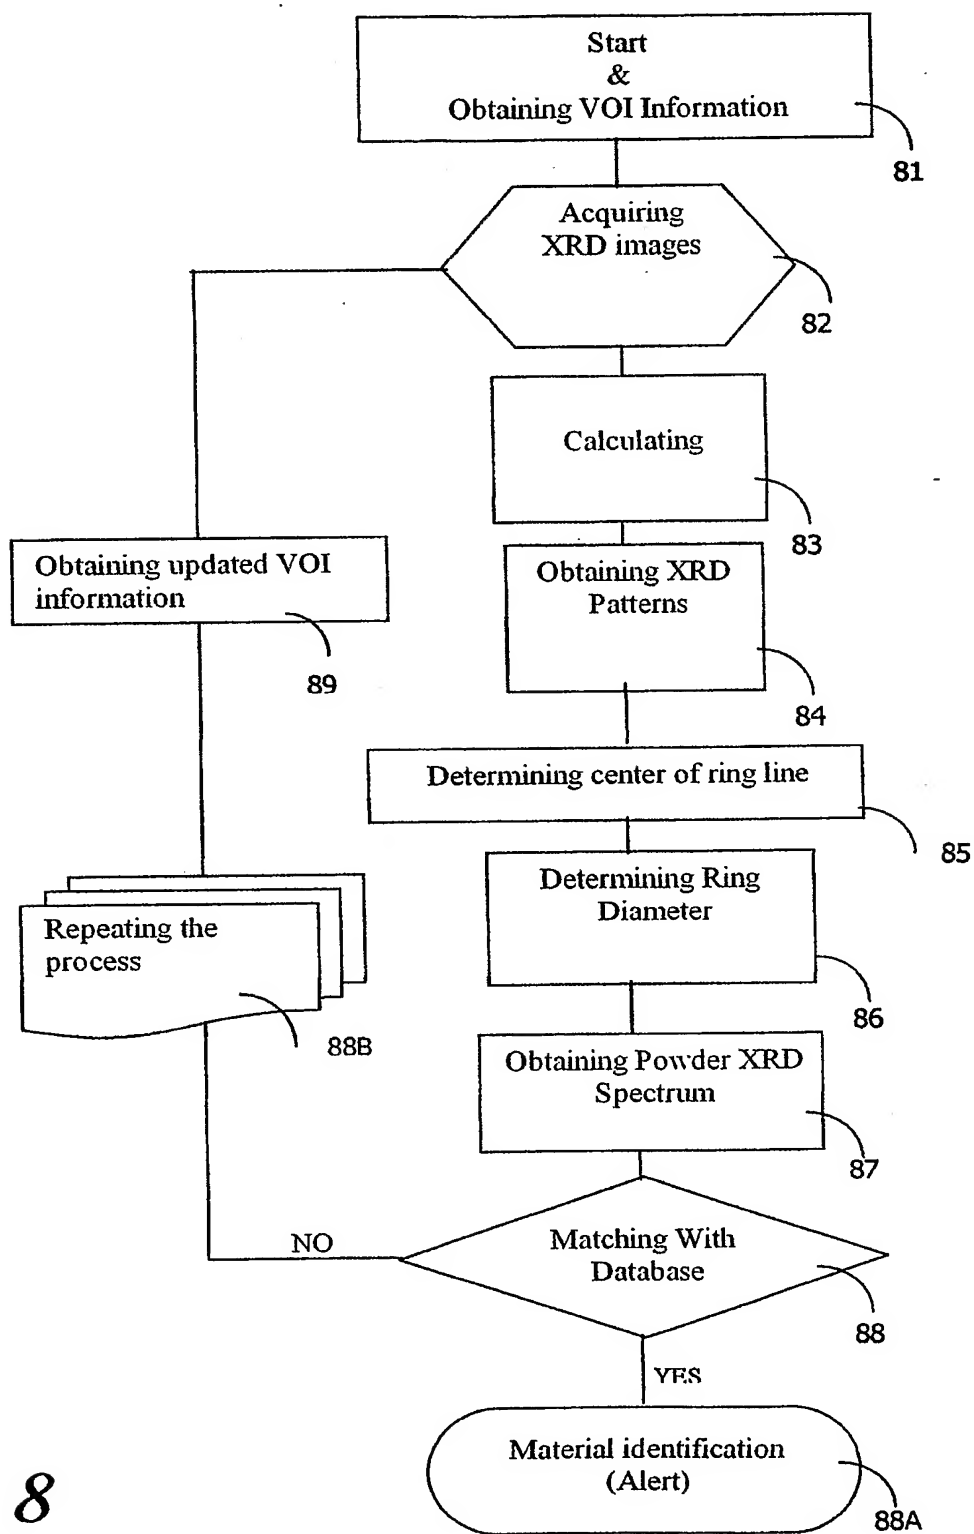 Start
&
Obtaining VOI Information
81
Acquiring
XRD images
82
Calculating
83
Obtaining XRD
Patterns
84
Obtaining updated VOI
information
89
Determining center of ring line
85
Determining Ring
Diameter
86
Repeating the
process
88B
Obtaining Powder XRD
Spectrum
87
NO
Matching With
Database
88
YES
Material identification
(Alert)
88A
8